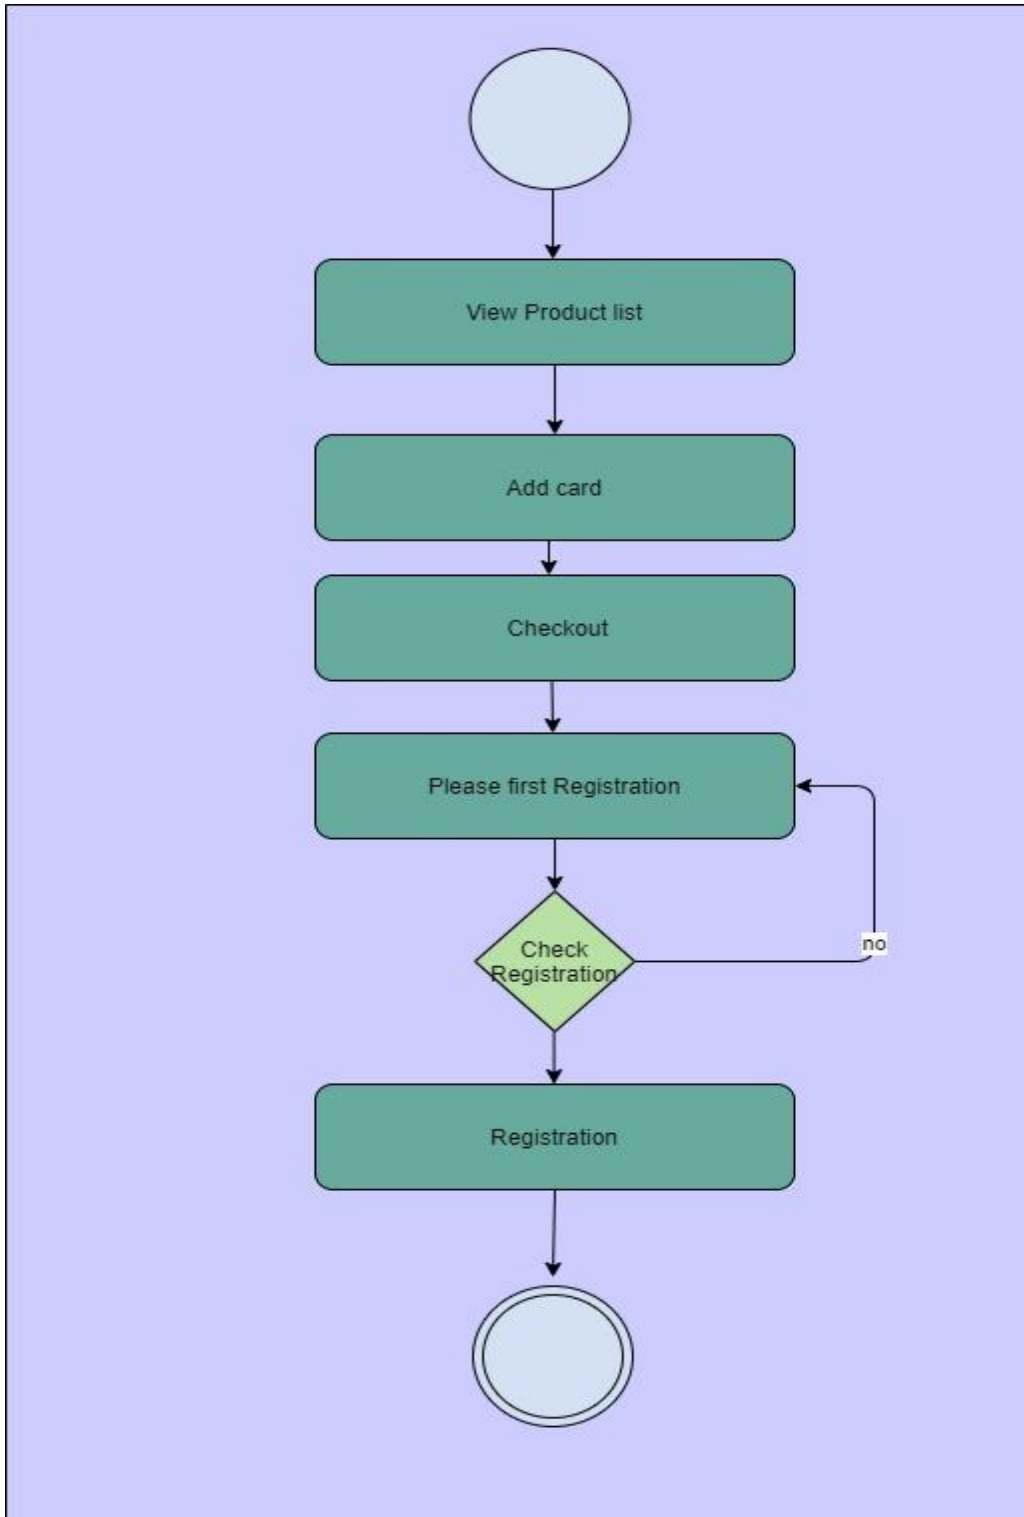 View Product list
Add card
Checkout
Please first Registration
Check
Registration
no
Registration